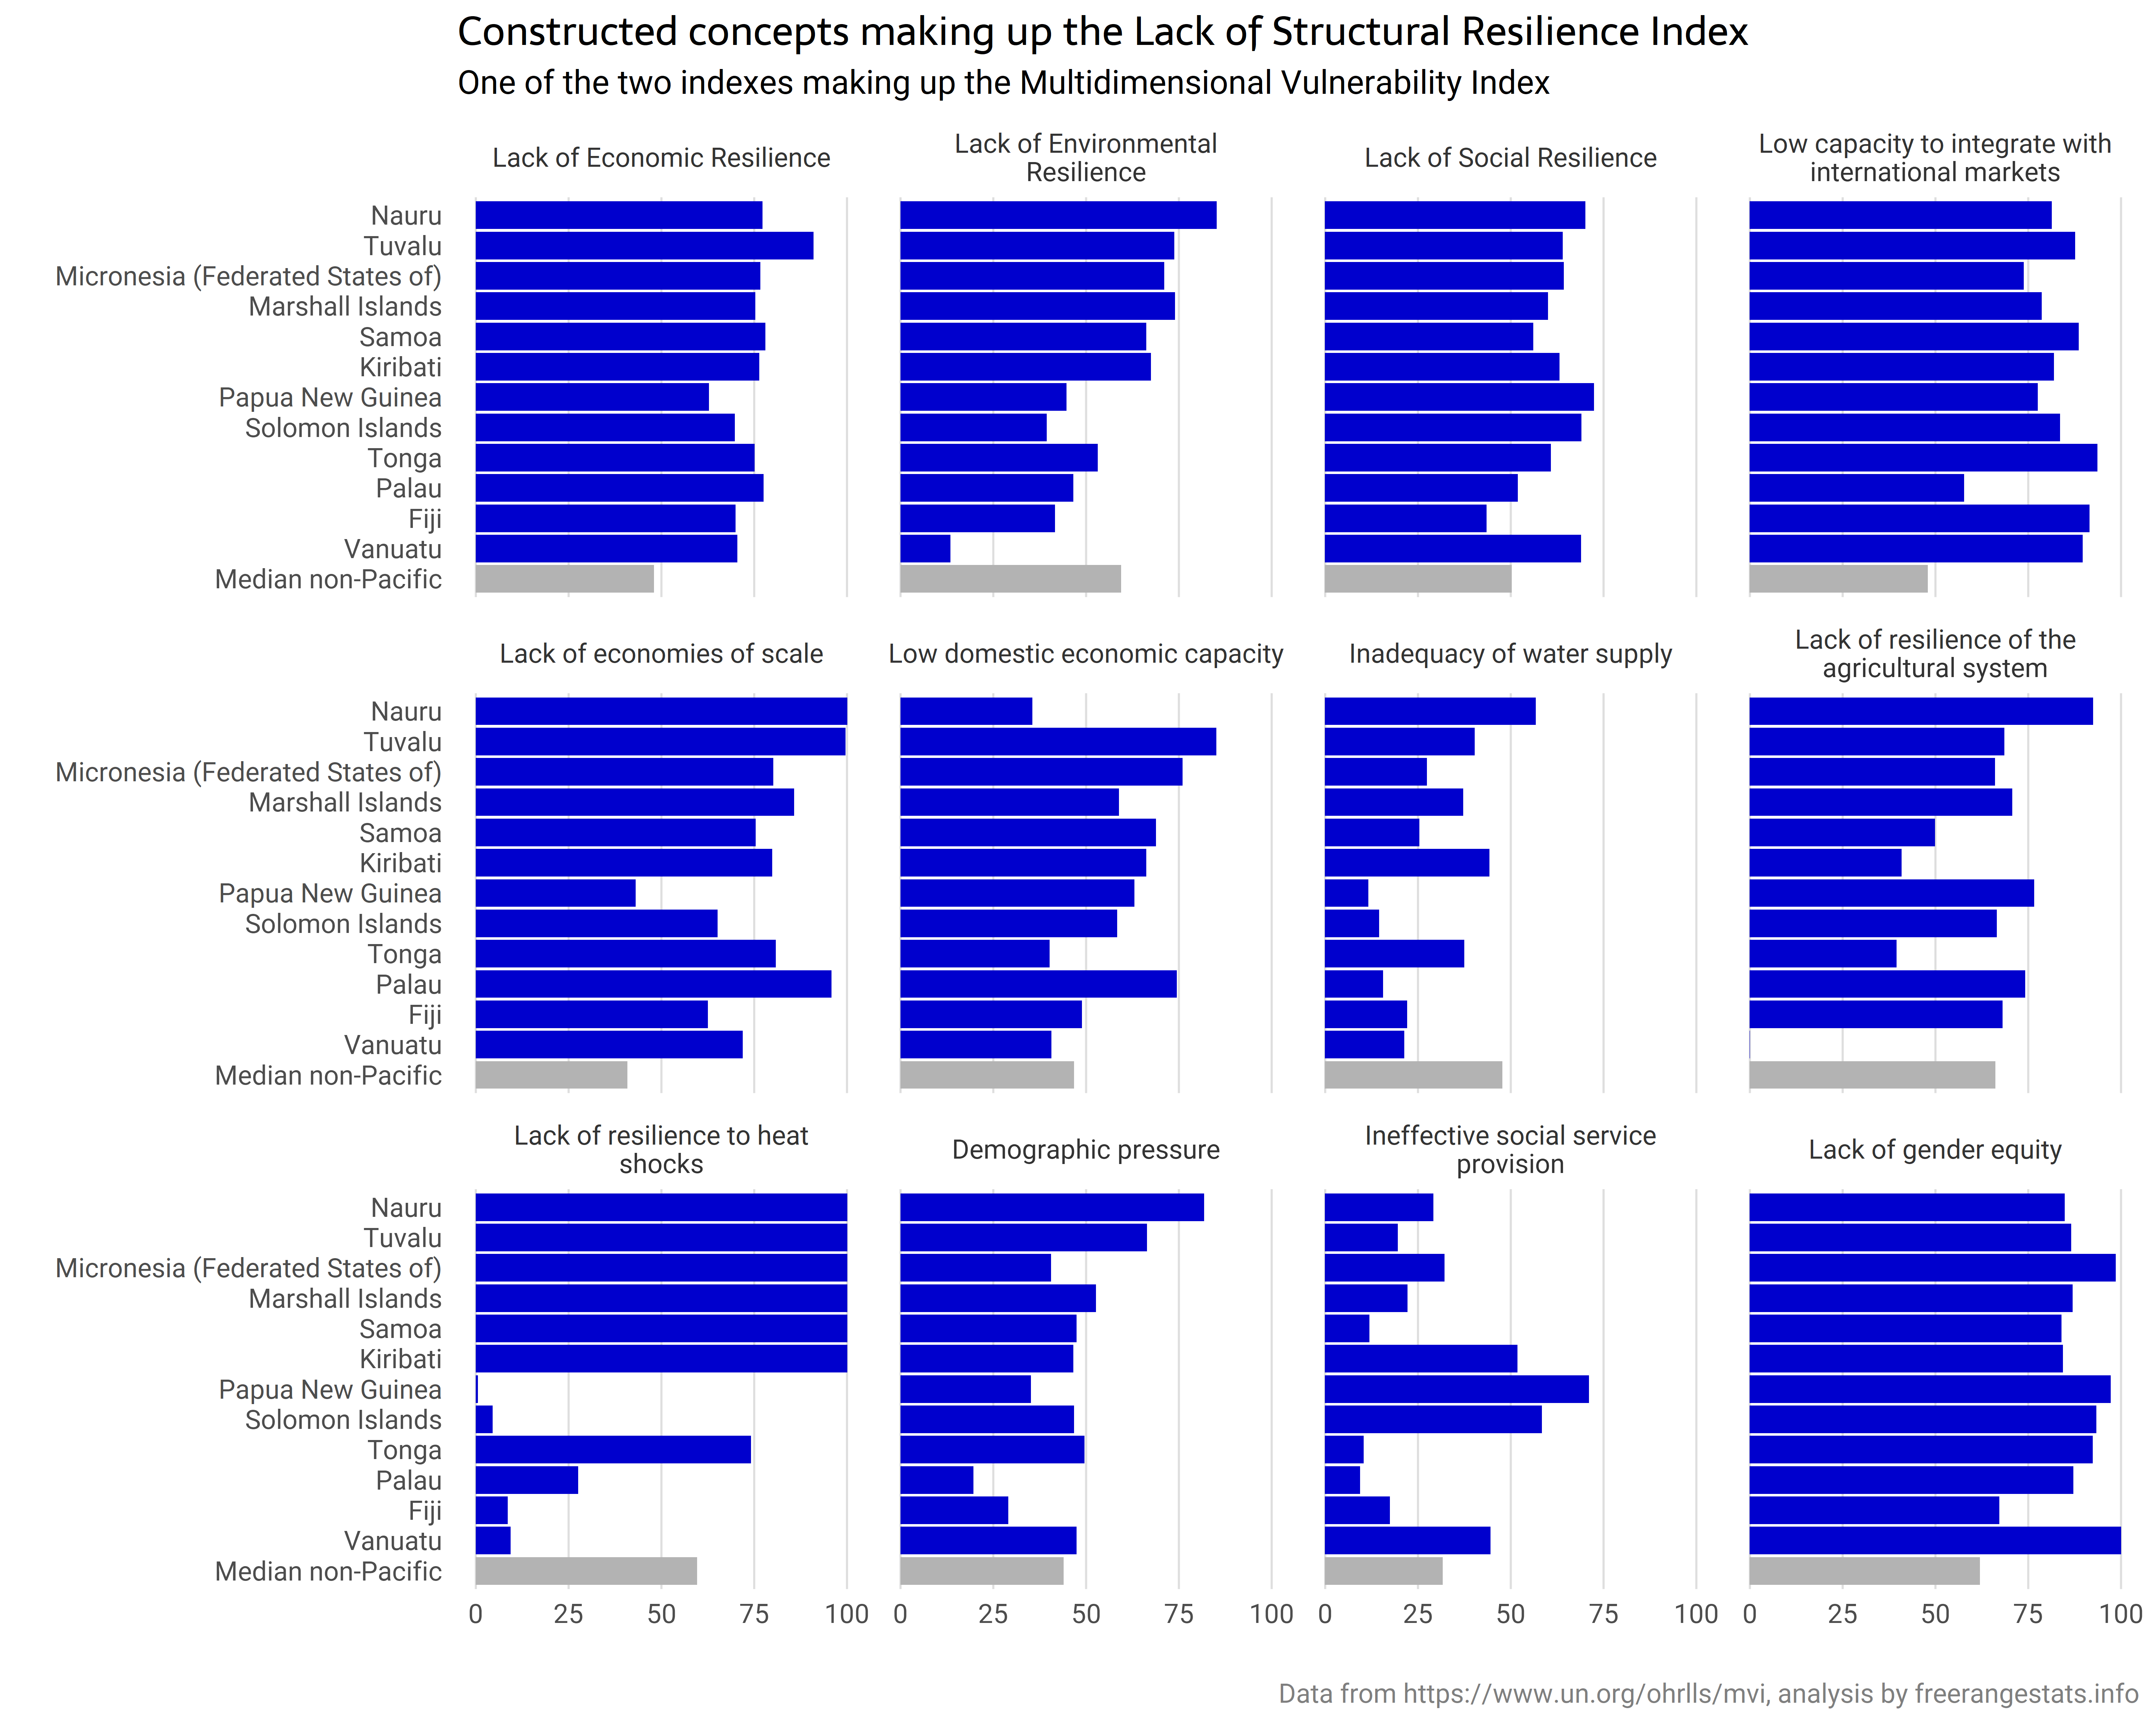 Constructed concepts making up the Lack of Structural Resilience Index
One of the two indexes making up the Multidimensional Vulnerability Index
Lack of Economic Resilience
Lack of Environmental
Resilience
Lack of Social Resilience
Low capacity to integrate with
international markets
Nauru
Tuvalu
Micronesia (Federated States of)
Marshall Islands
Samoa
Kiribati
Papua New Guinea
Solomon Islands
Tonga
Palau
Fiji
Vanuatu
Median non-Pacific
Lack of economies of scale
Low domestic economic capacity
Inadequacy of water supply
Lack of resilience of the
agricultural system
Nauru
Tuvalu
Micronesia (Federated States of)
Marshall Islands
Samoa
Kiribati
Papua New Guinea
Solomon Islands
Tonga
Palau
Fiji
Vanuatu
Median non-Pacific
Lack of resilience to heat
shocks
Demographic pressure
Ineffective social service
provision
Lack of gender equity
Nauru
Tuvalu
Micronesia (Federated States of)
Marshall Islands
Samoa
Kiribati
Papua New Guinea
Solomon Islands
Tonga
Palau
Fiji
Vanuatu
Median non-Pacific
0 25 50 75 100 0 25 50 75 100 0 25 50 75 100 0 25 50 75 100
Data from https://www.un.org/ohrlls/mvi, analysis by freerangestats.info